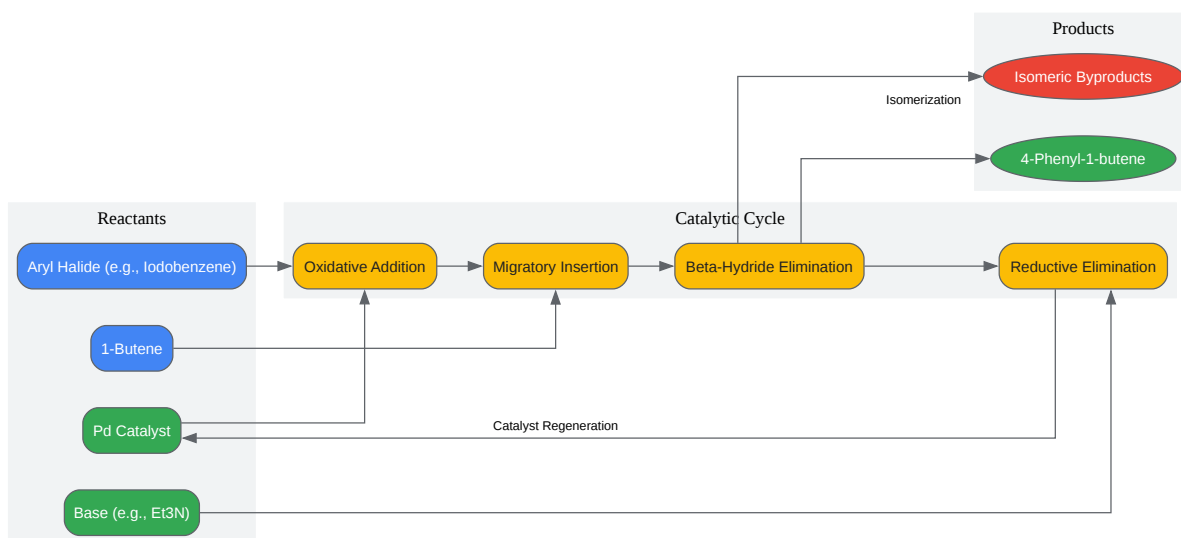 Products
Isomeric Byproducts
Isomerization
4-Phenyl-1-butene
Reactants
Catalytic Cycle
Aryl Halide (e.g., Iodobenzene)
Oxidative Addition
Migratory Insertion
Beta-Hydride Elimination
Reductive Elimination
1-Butene
Pd Catalyst
Catalyst Regeneration
Base (e.g., Et3N)